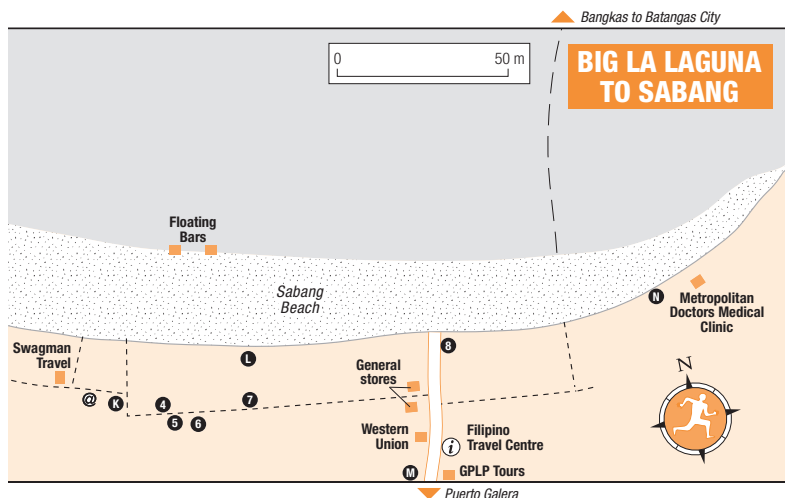 Bangkas to Batangas City
0
50 m
BIG LA LAGUNA
TO SABANG
Floating
Bars
Sabang
Beach
N
Metropolitan
Doctors Medical
Clinic
Swagman
Travel
L
8
N
General
stores
@
K
4
7
5
6
Western
Union
i
Filipino
Travel Centre
M
GPLP Tours
Puerto Galera